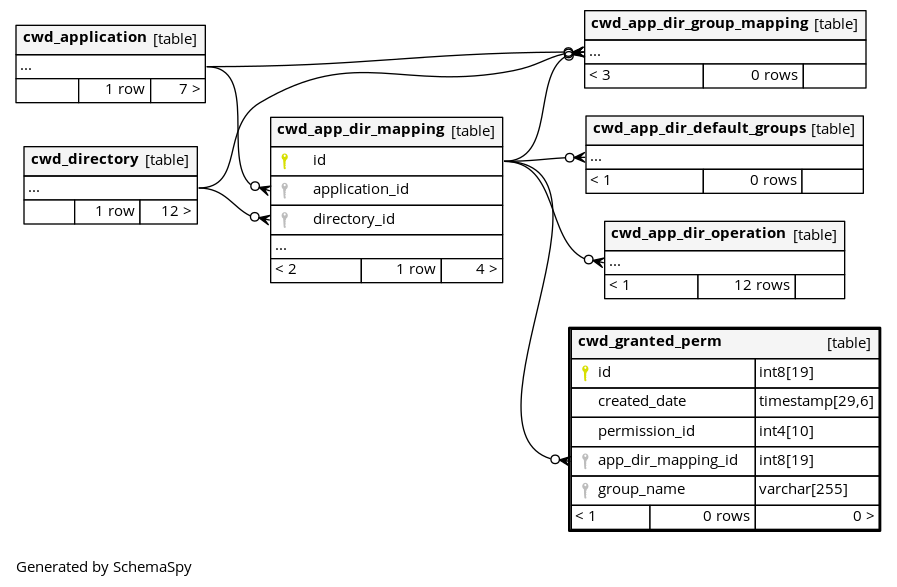 cwd_application [table]
...
1 row 7 >
cwd_directory [table]
...
1 row 12 >
cwd_app_dir_mapping [table]
id
application_id
directory_id
...
< 2 1 row 4 >
cwd_app_dir_group_mapping [table]
...
< 3 0 rows
cwd_app_dir_default_groups [table]
...
< 1 0 rows
cwd_app_dir_operation [table]
...
< 1 12 rows
cwd_granted_perm [table]
id int8[19]
created_date timestamp[29,6]
permission_id int4[10]
app_dir_mapping_id int8[19]
group_name varchar[255]
< 1 0 rows 0 >
Generated by SchemaSpy